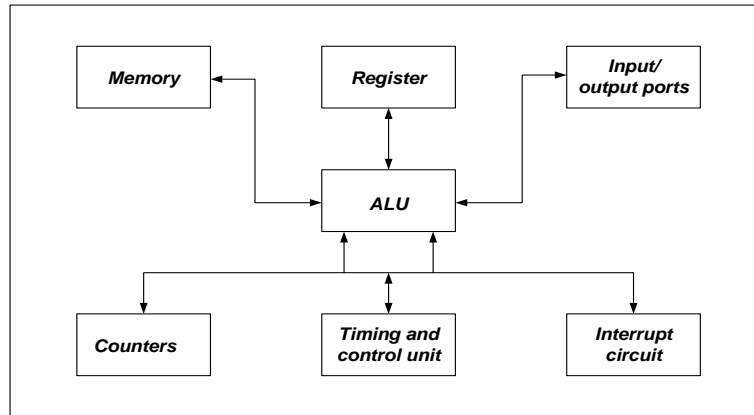 Memory
Register
Input/
output ports
ALU
Counters
Timing and
control unit
Interrupt
circuit